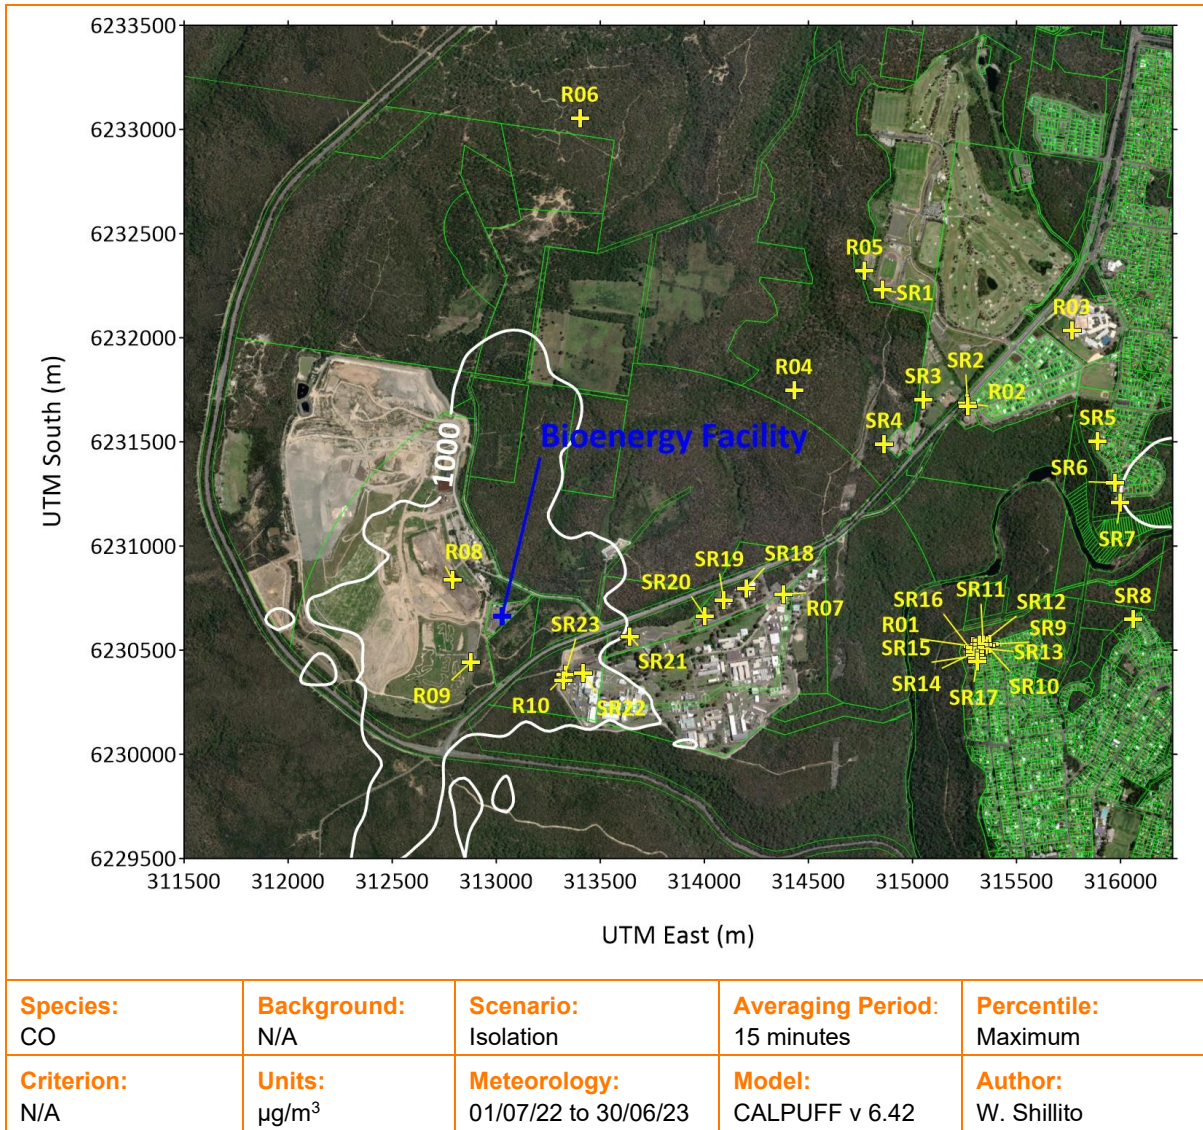 6233500
6233000
6232500
6232000
6231500
6231000
6230500
6230000
6229500
UTM South (m)
R06
R05
SR1
R03
R04
SR2
SR3
R02
SR4
SR5
Bioenergy Facility
1000
SR6
SR7
R08
SR19
SR18
SR20
R07
SR11
SR16
SR12
SR8
R01
SR9
SR23
SR15
SR13
SR21
R09
SR14
SR10
R10
SR22
SR17
311500 312000 312500 313000 313500 314000 314500 315000 315500 316000
UTM East (m)
Species: Background: Scenario: Averaging Period: Percentile:
CO N/A Isolation 15 minutes Maximum
Criterion: Units: Meteorology: Model: Author:
N/A µg/m³ 01/07/22 to 30/06/23 CALPUFF v 6.42 W. Shillito